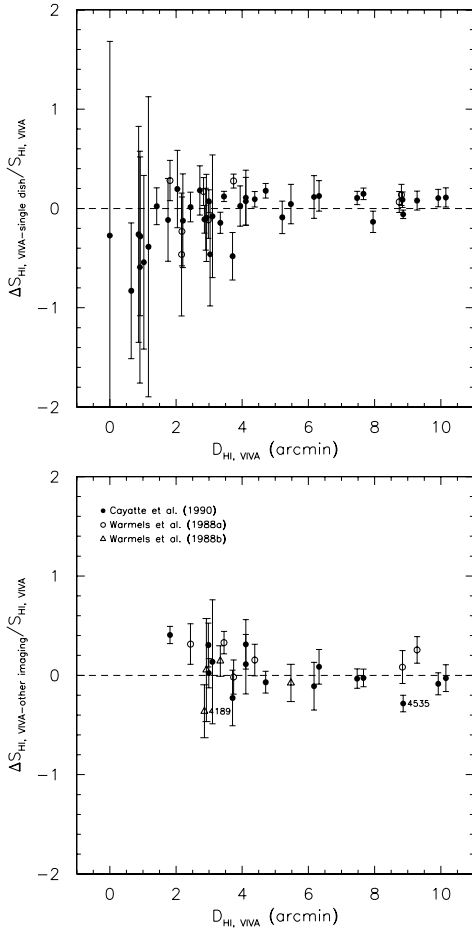 2
1
0
−1
−2
ΔS_HI, VIVA−single dish/S_HI, VIVA
0 2 4 6 8 10
D_HI, VIVA (arcmin)
2
1
0
−1
−2
ΔS_HI, VIVA−other imaging/S_HI, VIVA
Cayatte et al. (1990)
Warmels et al. (1988a)
Warmels et al. (1988b)
4189
4535
0 2 4 6 8 10
D_HI, VIVA (arcmin)